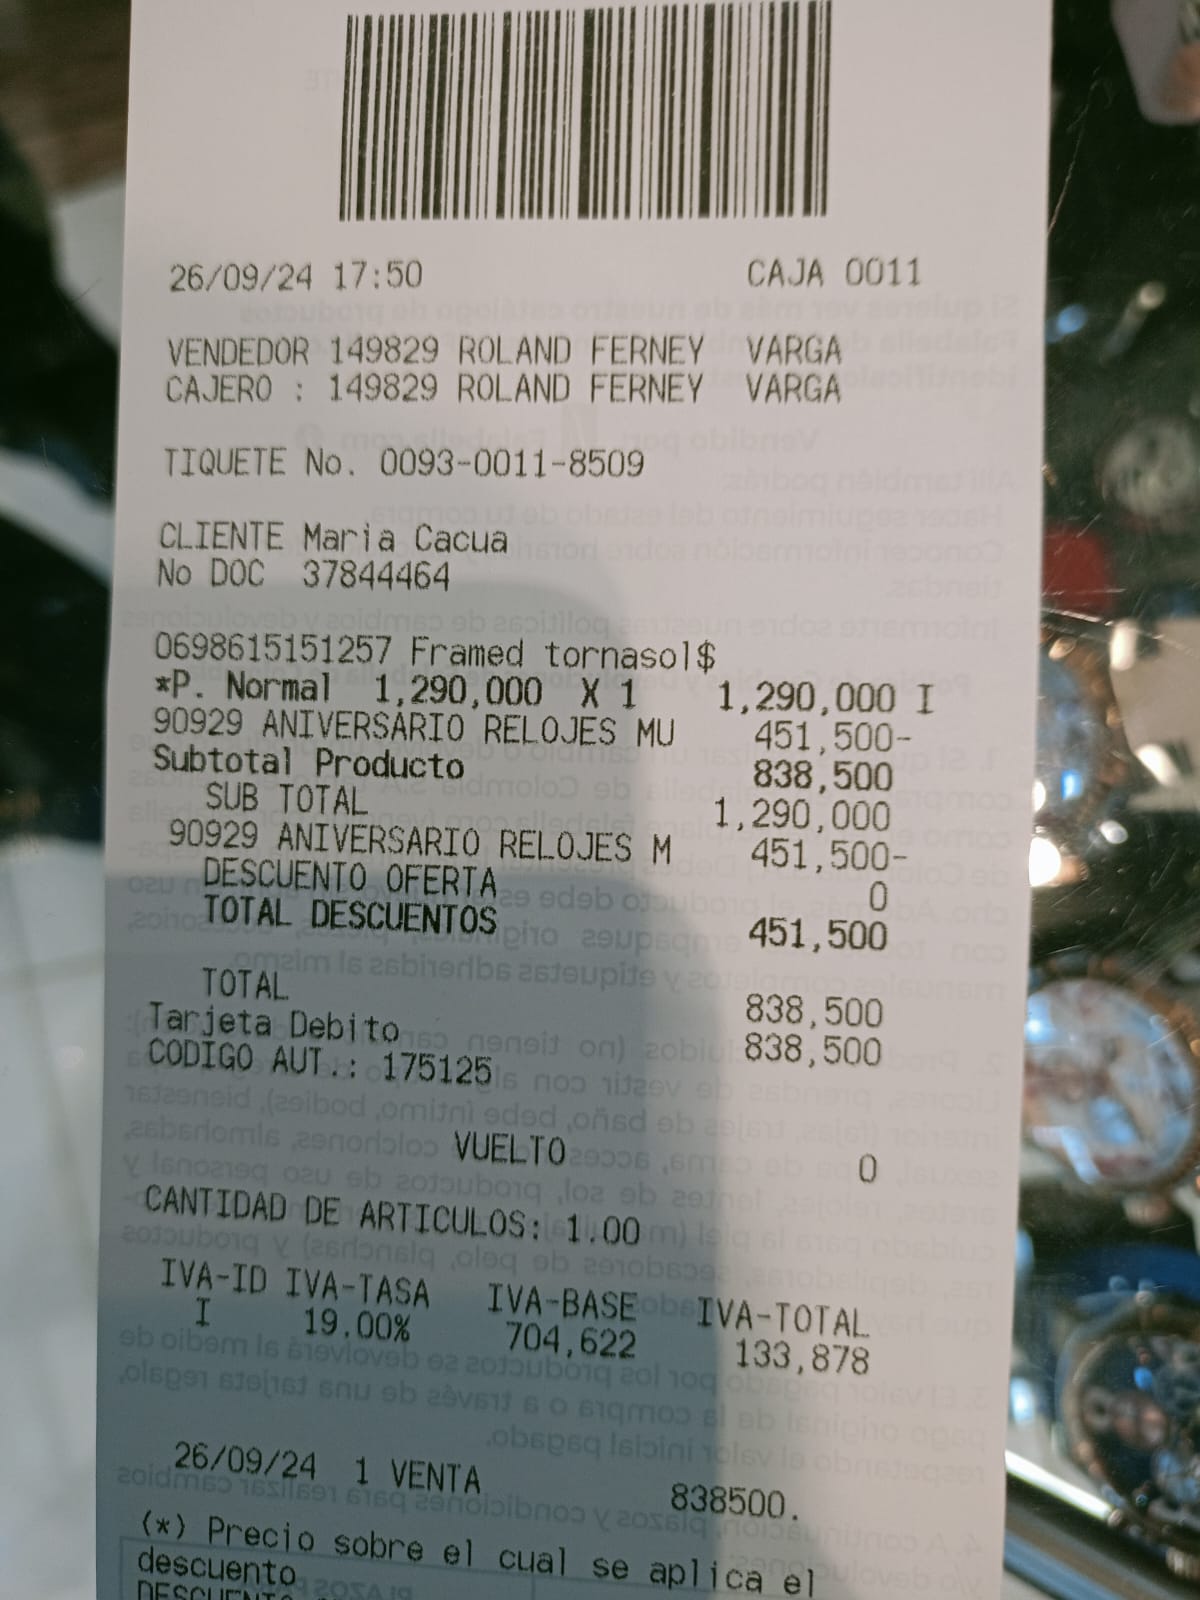 26/09/24 17:50 CAJA 0011
VENDEDOR 149829 ROLAND FERNEY VARGA
CAJERO : 149829 ROLAND FERNEY VARGA
TIQUETE No. 0093-0011-8509
CLIENTE Maria Cacua
No DOC 37844464
0698615151257 Framed tornasol$
*P. Normal 1,290,000 X 1 1,290,000 I
90929 ANIVERSARIO RELOJES MU 451,500-
Subtotal Producto 838,500
SUB TOTAL 1,290,000
90929 ANIVERSARIO RELOJES M 451,500-
DESCUENTO OFERTA 0
TOTAL DESCUENTOS 451,500
TOTAL 838,500
Tarjeta Debito 838,500
CODIGO AUT.: 175125
VUELTO 0
CANTIDAD DE ARTICULOS: 1.00
IVA-ID IVA-TASA IVA-BASE IVA-TOTAL
I 19.00% 704,622 133,878
26/09/24 1 VENTA 838500.
(*) Precio sobre el cual se aplica el
descuento